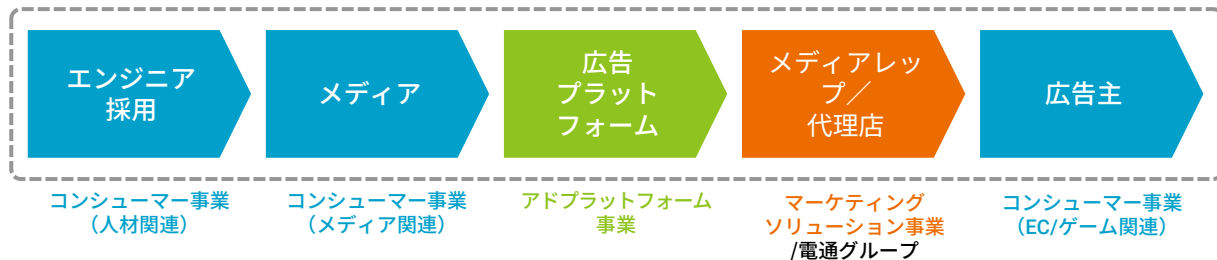 エンジニア
採用
メディア
広告
プラット
フォーム
メディアレッ
プ／
代理店
広告主
コンシューマー事業
（人材関連）
コンシューマー事業
（メディア関連）
アドプラットフォーム
事業
マーケティング
ソリューション事業
/電通グループ
コンシューマー事業
（EC/ゲーム関連）